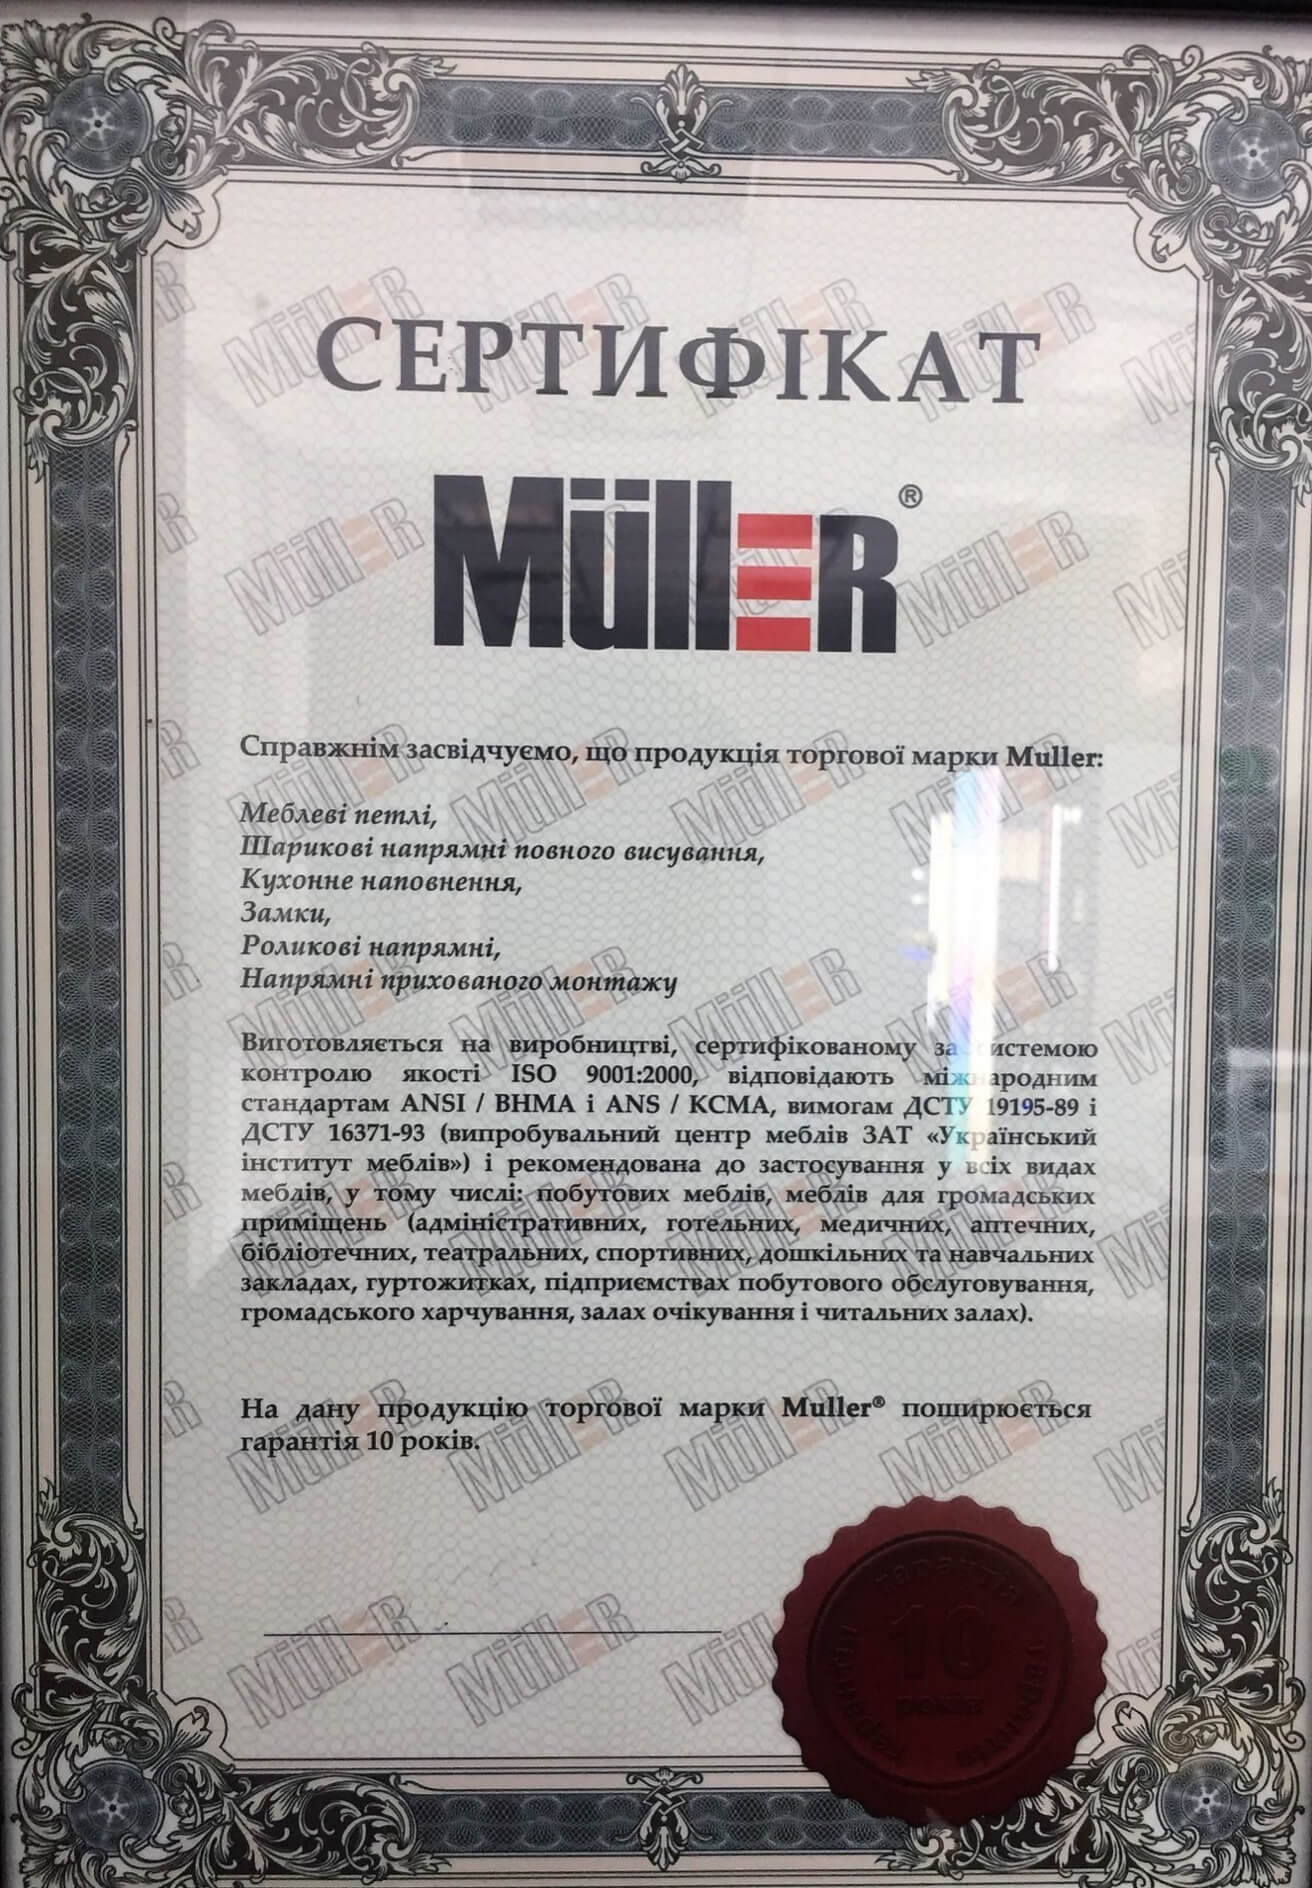 СЕРТИФІКАТ
MüllER®
Справжнім засвідчуємо, що продукція торгової марки Muller:
Меблеві петлі,
Шарикові напрямні повного висування,
Кухонне наповнення,
Замки,
Роликові напрямні,
Напрямні прихованого монтажу
Виготовляється на виробництві, сертифікованому за системою
контролю якості ISO 9001:2000, відповідають міжнародним
стандартам ANSI / BHMA і ANS / KCMA, вимогам ДСТУ 19195-89 і
ДСТУ 16371-93 (випробувальний центр меблів ЗАТ «Український
інститут меблів») і рекомендована до застосування у всіх видах
меблів, у тому числі: побутових меблів, меблів для громадських
приміщень (адміністративних, готельних, медичних, аптечних,
бібліотечних, театральних, спортивних, дошкільних та навчальних
закладах, гуртожитках, підприємствах побутового обслуговування,
громадського харчування, залах очікування і читальних залах).
На дану продукцію торгової марки Muller® поширюється
гарантія 10 років.
гарантія
10
років
гарантія
гарантія